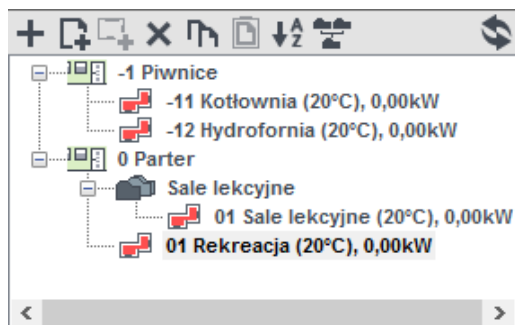 -1 Piwnice
-11 Kotłownia (20°C), 0,00kW
-12 Hydrofornia (20°C), 0,00kW
0 Parter
Sale lekcyjne
01 Sale lekcyjne (20°C), 0,00kW
01 Rekreacja (20°C), 0,00kW